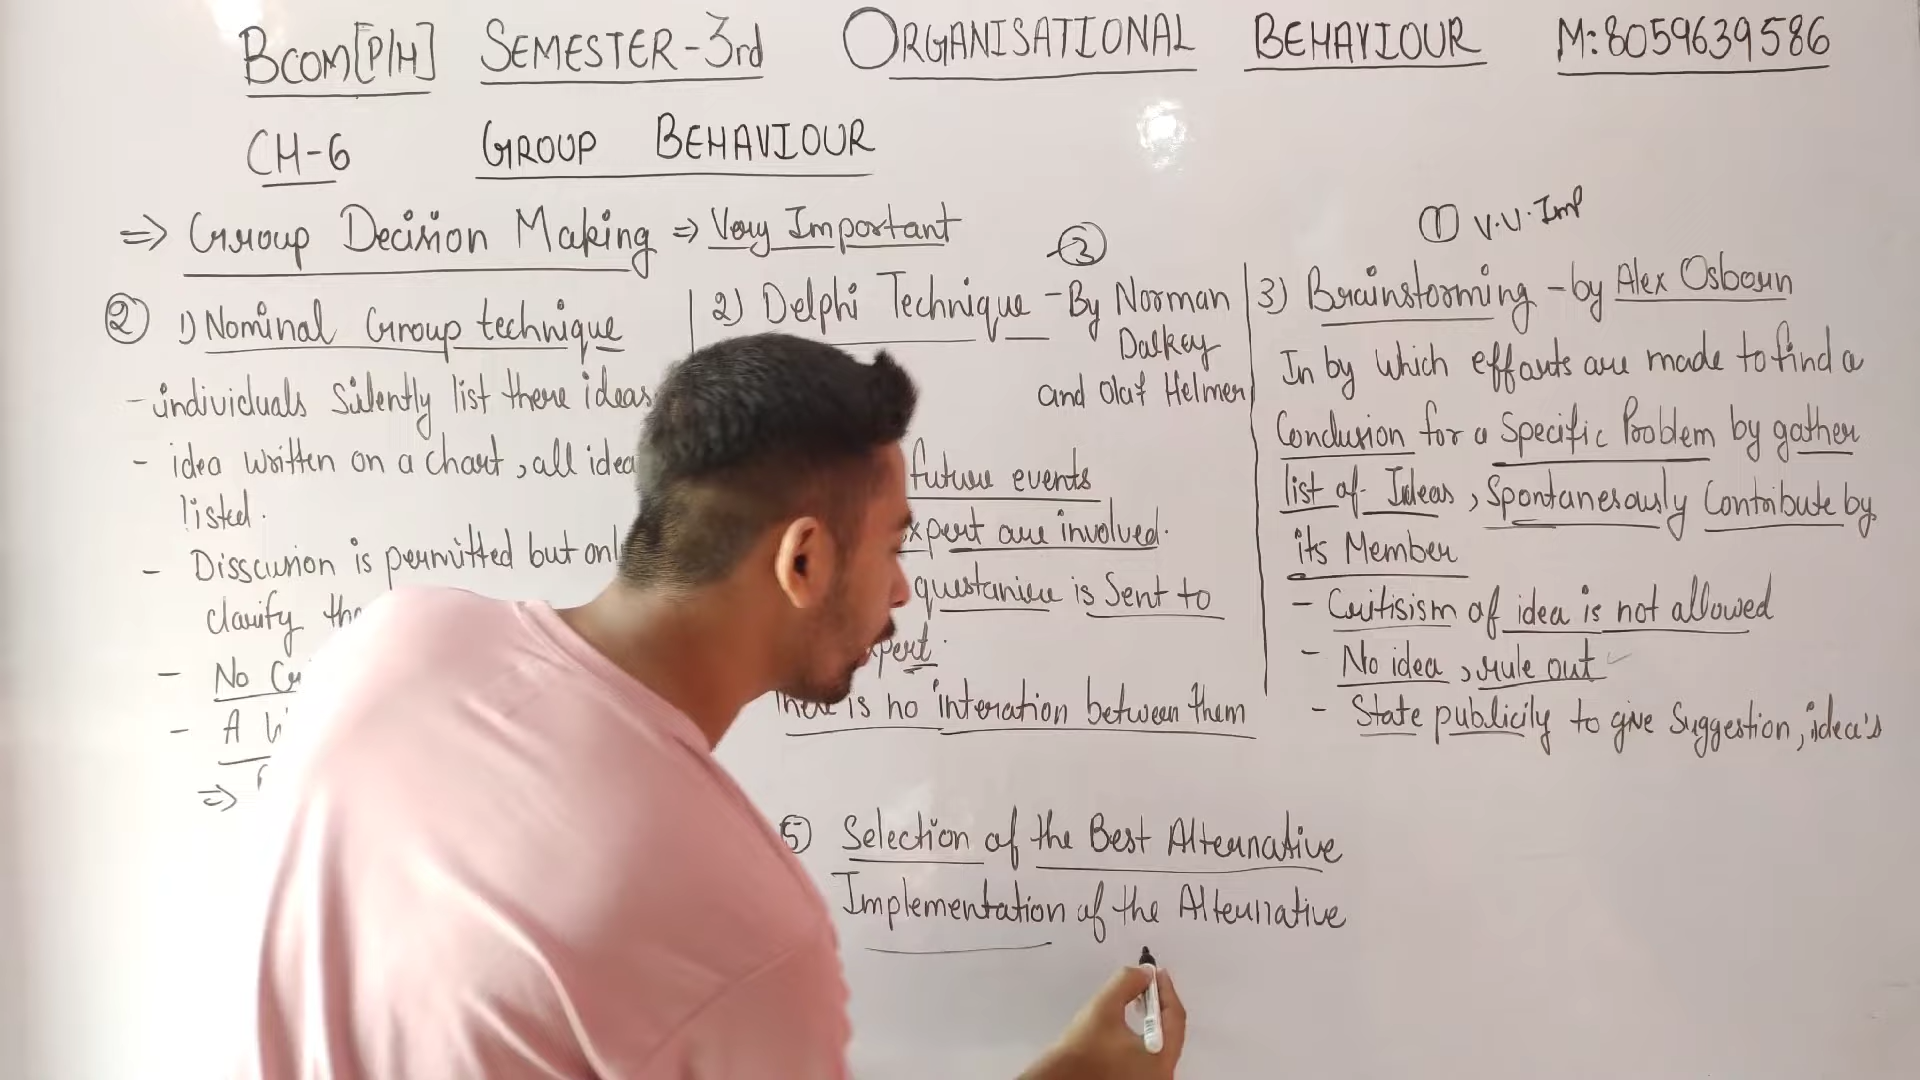 BCOM[P/H] SEMESTER-3rd ORGANISATIONAL BEHAVIOUR M:8059639586
CH-6 GROUP BEHAVIOUR
=> Group Decision Making => Very Important
② 1) Nominal Group technique
- individuals Silently list there ideas
- idea written on a chart, all idea
listed.
- Disscusion is permitted but onl
clarify the
- No Cr
- A
=>
③
2) Delphi Technique - By Norman
Dalkey
and Olaf Helmer
future events
xpert are involved.
questaniere is Sent to
xpert.
There is no interation between them
① V.V.Imp
3) Brainstorming - by Alex Osborn
In by which efforts are made to find a
Conclusion for a Specific Problem by gather
list of Ideas, Spontanesously Contribute by
its Member
- Critisism of idea is not allowed
- No idea, rule out
- State publicily to give Suggestion, idea's
⑤ Selection of the Best Alternative
Implementation of the Alternative